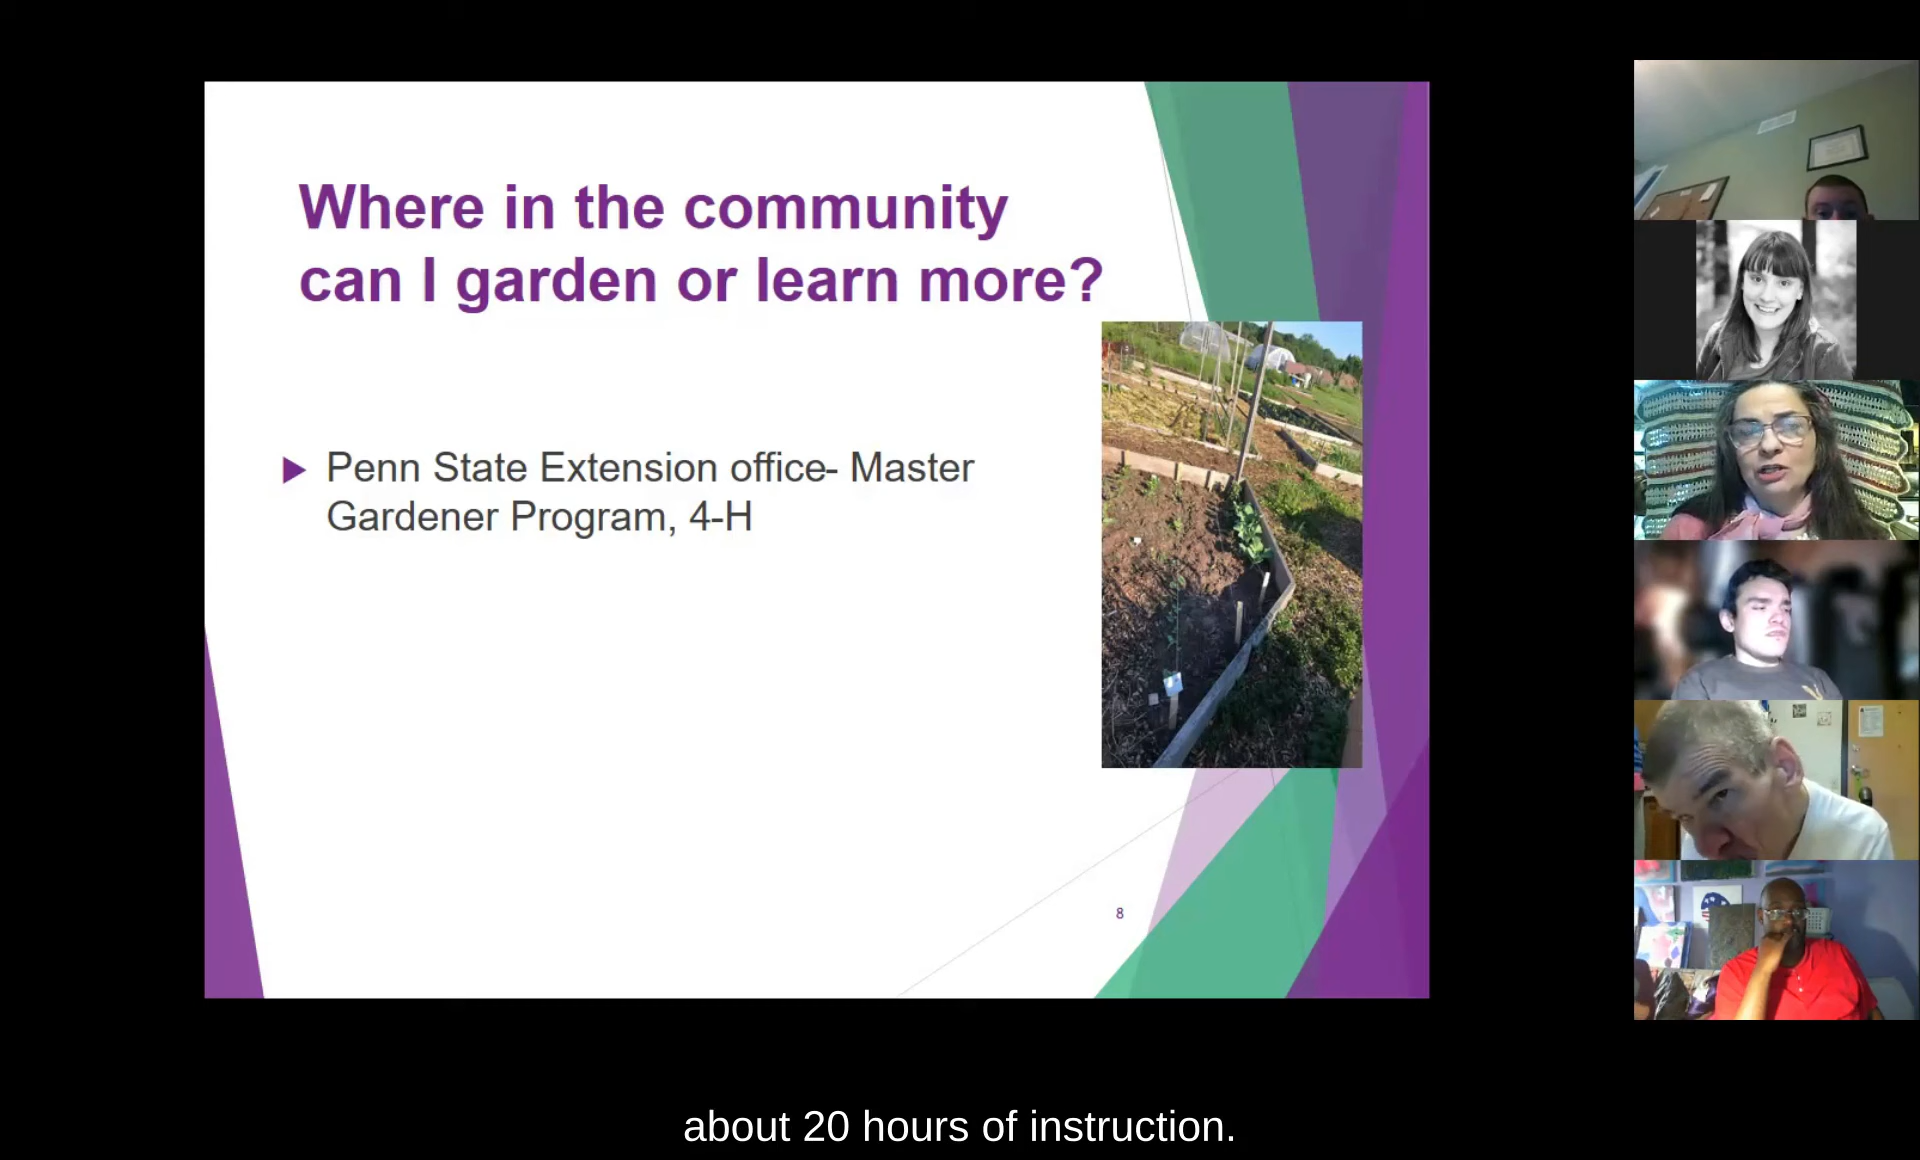 Where in the community
can I garden or learn more?
Penn State Extension office- Master
Gardener Program, 4-H
8
about 20 hours of instruction.